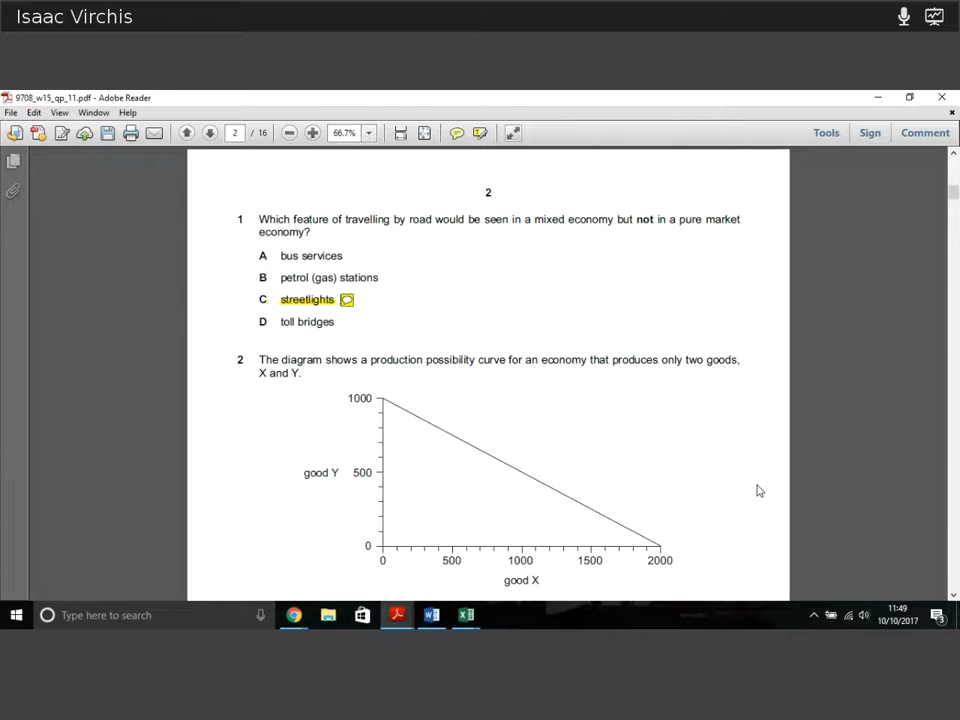 Isaac Virchis
9708_w15_qp_11.pdf - Adobe Reader
File Edit View Window Help
2 / 16 66.7% Tools Sign Comment
2
1 Which feature of travelling by road would be seen in a mixed economy but not in a pure market
economy?
A bus services
B petrol (gas) stations
C streetlights
D toll bridges
2 The diagram shows a production possibility curve for an economy that produces only two goods,
X and Y.
1000
good Y 500
0
0 500 1000 1500 2000
good X
Type here to search
11:49
10/10/2017
3